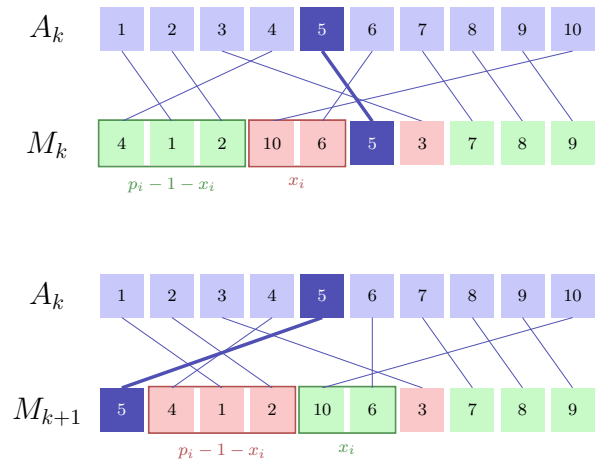 A_k 1 2 3 4 5 6 7 8 9 10
M_k 4 1 2 10 6 5 3 7 8 9
p_i − 1 − x_i x_i
A_k 1 2 3 4 5 6 7 8 9 10
M_{k+1} 5 4 1 2 10 6 3 7 8 9
p_i − 1 − x_i x_i